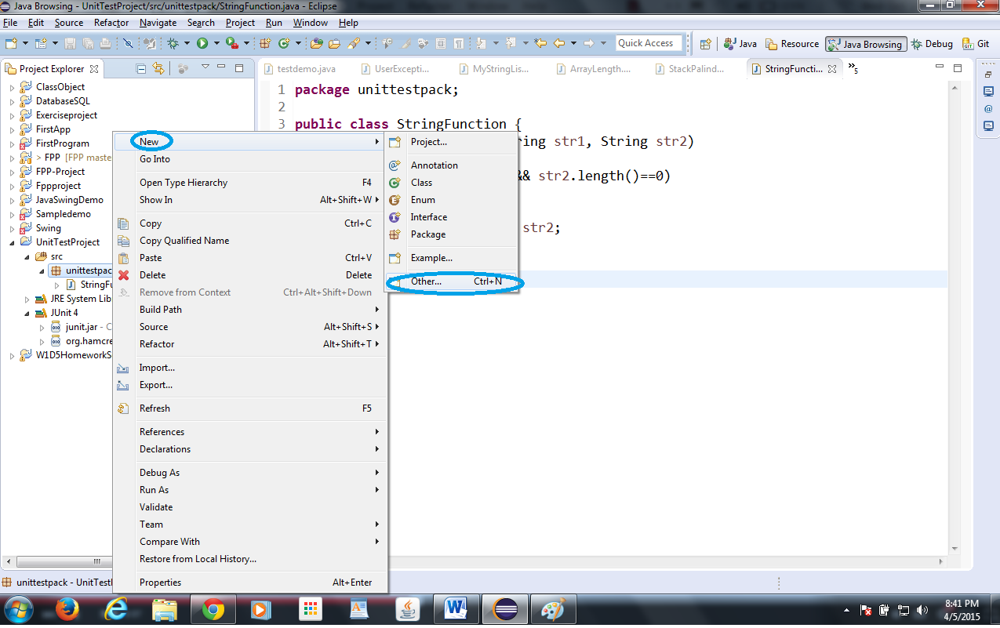 Java Browsing - UnitTestProject/src/unittestpack/StringFunction.java - Eclipse
File Edit Source Refactor Navigate Search Project Run Window Help
Quick Access Java Resource Java Browsing Debug Git
Project Explorer
testdemo.java UserExcepti... MyStringLis... ArrayLength.... StackPalind... StringFuncti... 5
ClassObject
DatabaseSQL
Exerciseproject
FirstApp
FirstProgram
> FPP [FPP maste
FPP-Project
Fppproject
JavaSwingDemo
Sampledemo
Swing
UnitTestProject
src
unittestpac
StringFu
JRE System Lib
JUnit 4
junit.jar - C
org.hamcre
W1D5HomeworkS
1 package unittestpack;
2
3 public class StringFunction {
ring str1, String str2)
&& str2.length()==0)
str2;
New
Go Into
Open Type Hierarchy F4
Show In Alt+Shift+W
Copy Ctrl+C
Copy Qualified Name
Paste Ctrl+V
Delete Delete
Remove from Context Ctrl+Alt+Shift+Down
Build Path
Source Alt+Shift+S
Refactor Alt+Shift+T
Import...
Export...
Refresh F5
References
Declarations
Debug As
Run As
Validate
Team
Compare With
Restore from Local History...
Properties Alt+Enter
Project...
Annotation
Class
Enum
Interface
Package
Example...
Other... Ctrl+N
unittestpack - UnitTest
8:41 PM
4/5/2015